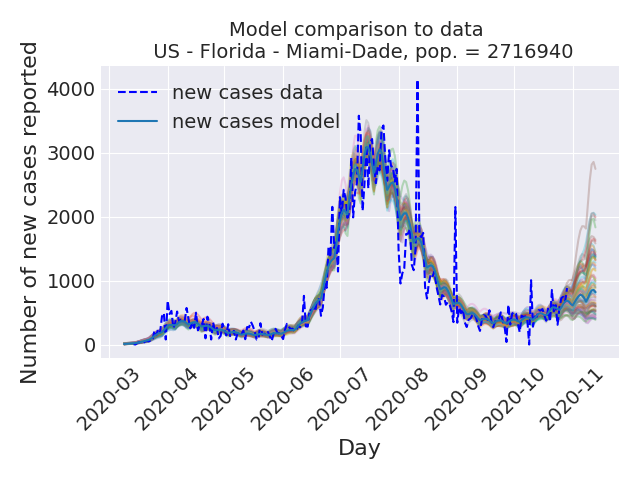 Model comparison to data
US - Florida - Miami-Dade, pop. = 2716940
Number of new cases reported
4000
3000
2000
1000
0
new cases data
new cases model
2020-03
2020-04
2020-05
2020-06
2020-07
2020-08
2020-09
2020-10
2020-11
Day